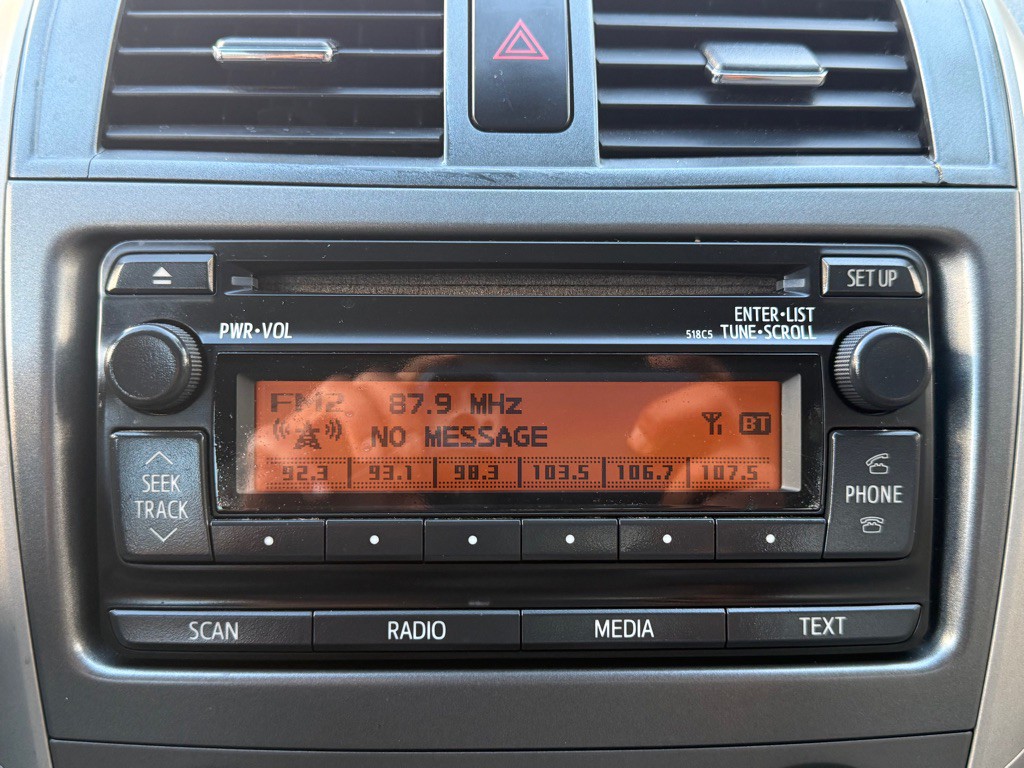 SET UP
PWR•VOL
ENTER•LIST
518C5 TUNE•SCROLL
FM2 87.9 MHz
NO MESSAGE
BT
92.3 93.1 98.3 103.5 106.7 107.5
SEEK
TRACK
PHONE
SCAN RADIO MEDIA TEXT